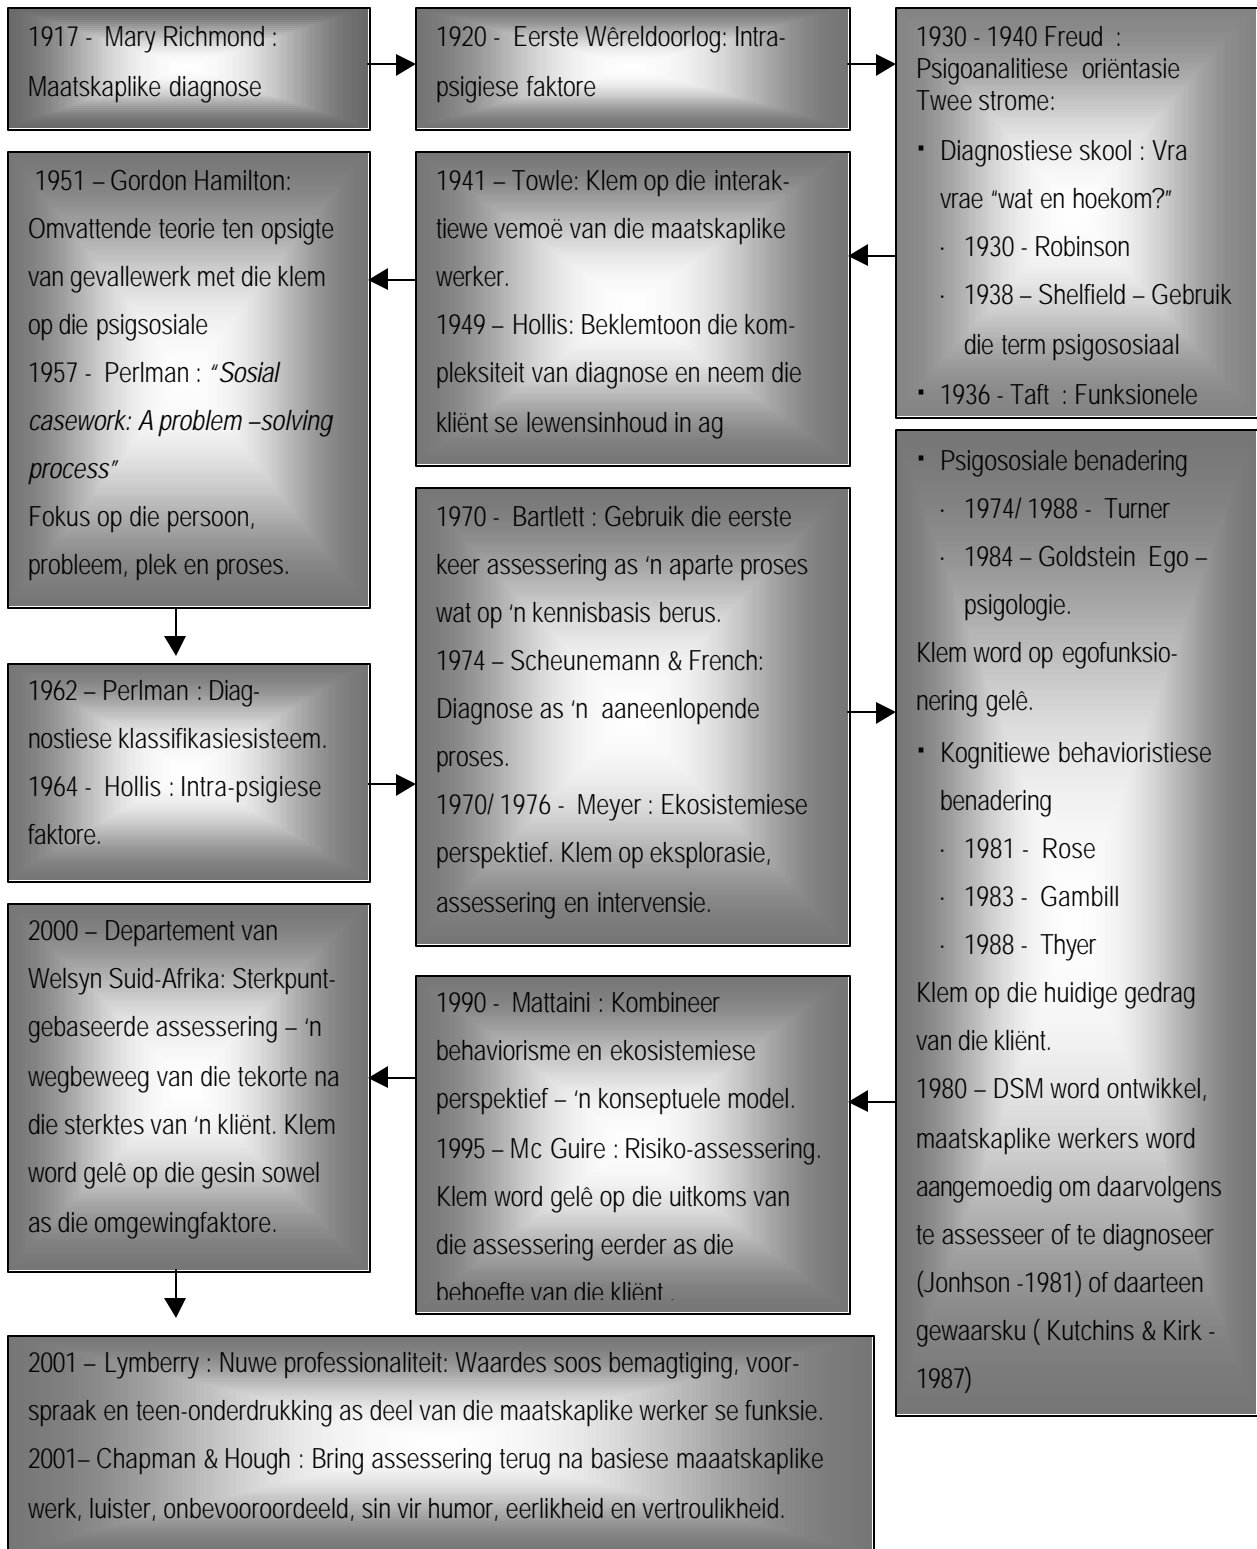 1917 - Mary Richmond :
Maatskaplike diagnose
1920 - Eerste Wêreldoorlog: Intra-
psigiese faktore
1930 - 1940 Freud :
Psigoanalitiese oriëntasie
Twee strome:
▪ Diagnostiese skool : Vra
vrae “wat en hoekom?”
· 1930 - Robinson
· 1938 – Shelfield – Gebruik
die term psigososiaal
▪ 1936 - Taft : Funksionele
1941 – Towle: Klem op die interak-
tiewe vemoë van die maatskaplike
werker.
1949 – Hollis: Beklemtoon die kom-
pleksiteit van diagnose en neem die
kliënt se lewensinhoud in ag
1951 – Gordon Hamilton:
Omvattende teorie ten opsigte
van gevallewerk met die klem
op die psigsosiale
1957 - Perlman : “Sosial
casework: A problem –solving
process”
Fokus op die persoon,
probleem, plek en proses.
1962 – Perlman : Diag-
nostiese klassifikasiesisteem.
1964 - Hollis : Intra-psigiese
faktore.
1970 - Bartlett : Gebruik die eerste
keer assessering as ‘n aparte proses
wat op ‘n kennisbasis berus.
1974 – Scheunemann & French:
Diagnose as ‘n aaneenlopende
proses.
1970/ 1976 - Meyer : Ekosistemiese
perspektief. Klem op eksplorasie,
assessering en intervensie.
▪ Psigososiale benadering
· 1974/ 1988 - Turner
· 1984 – Goldstein Ego –
psigologie.
Klem word op egofunksio-
nering gelê.
▪ Kognitiewe behavioristiese
benadering
· 1981 - Rose
· 1983 - Gambill
· 1988 - Thyer
Klem op die huidige gedrag
van die kliënt.
1980 – DSM word ontwikkel,
maatskaplike werkers word
aangemoedig om daarvolgens
te assesseer of te diagnoseer
(Jonhson -1981) of daarteen
gewaarsku ( Kutchins & Kirk -
1987)
1990 - Mattaini : Kombineer
behaviorisme en ekosistemiese
perspektief – ‘n konseptuele model.
1995 – Mc Guire : Risiko-assessering.
Klem word gelê op die uitkoms van
die assessering eerder as die
behoefte van die kliënt .
2000 – Departement van
Welsyn Suid-Afrika: Sterkpunt-
gebaseerde assessering – ‘n
wegbeweeg van die tekorte na
die sterktes van ‘n kliënt. Klem
word gelê op die gesin sowel
as die omgewingfaktore.
2001 – Lymberry : Nuwe professionaliteit: Waardes soos bemagtiging, voor-
spraak en teen-onderdrukking as deel van die maatskaplike werker se funksie.
2001– Chapman & Hough : Bring assessering terug na basiese maaatskaplike
werk, luister, onbevooroordeeld, sin vir humor, eerlikheid en vertroulikheid.